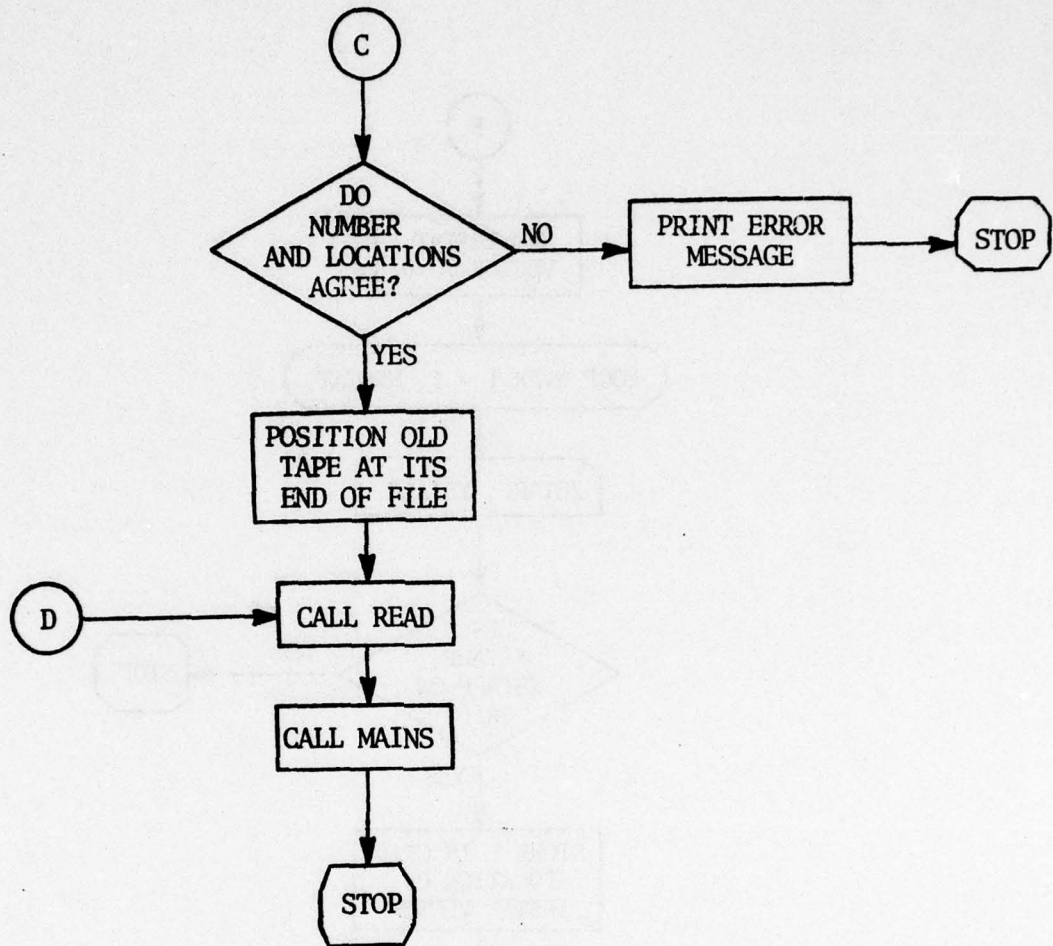 C
DO
NUMBER
AND LOCATIONS
AGREE?
NO
PRINT ERROR
MESSAGE
STOP
YES
POSITION OLD
TAPE AT ITS
END OF FILE
D
CALL READ
CALL MAINS
STOP